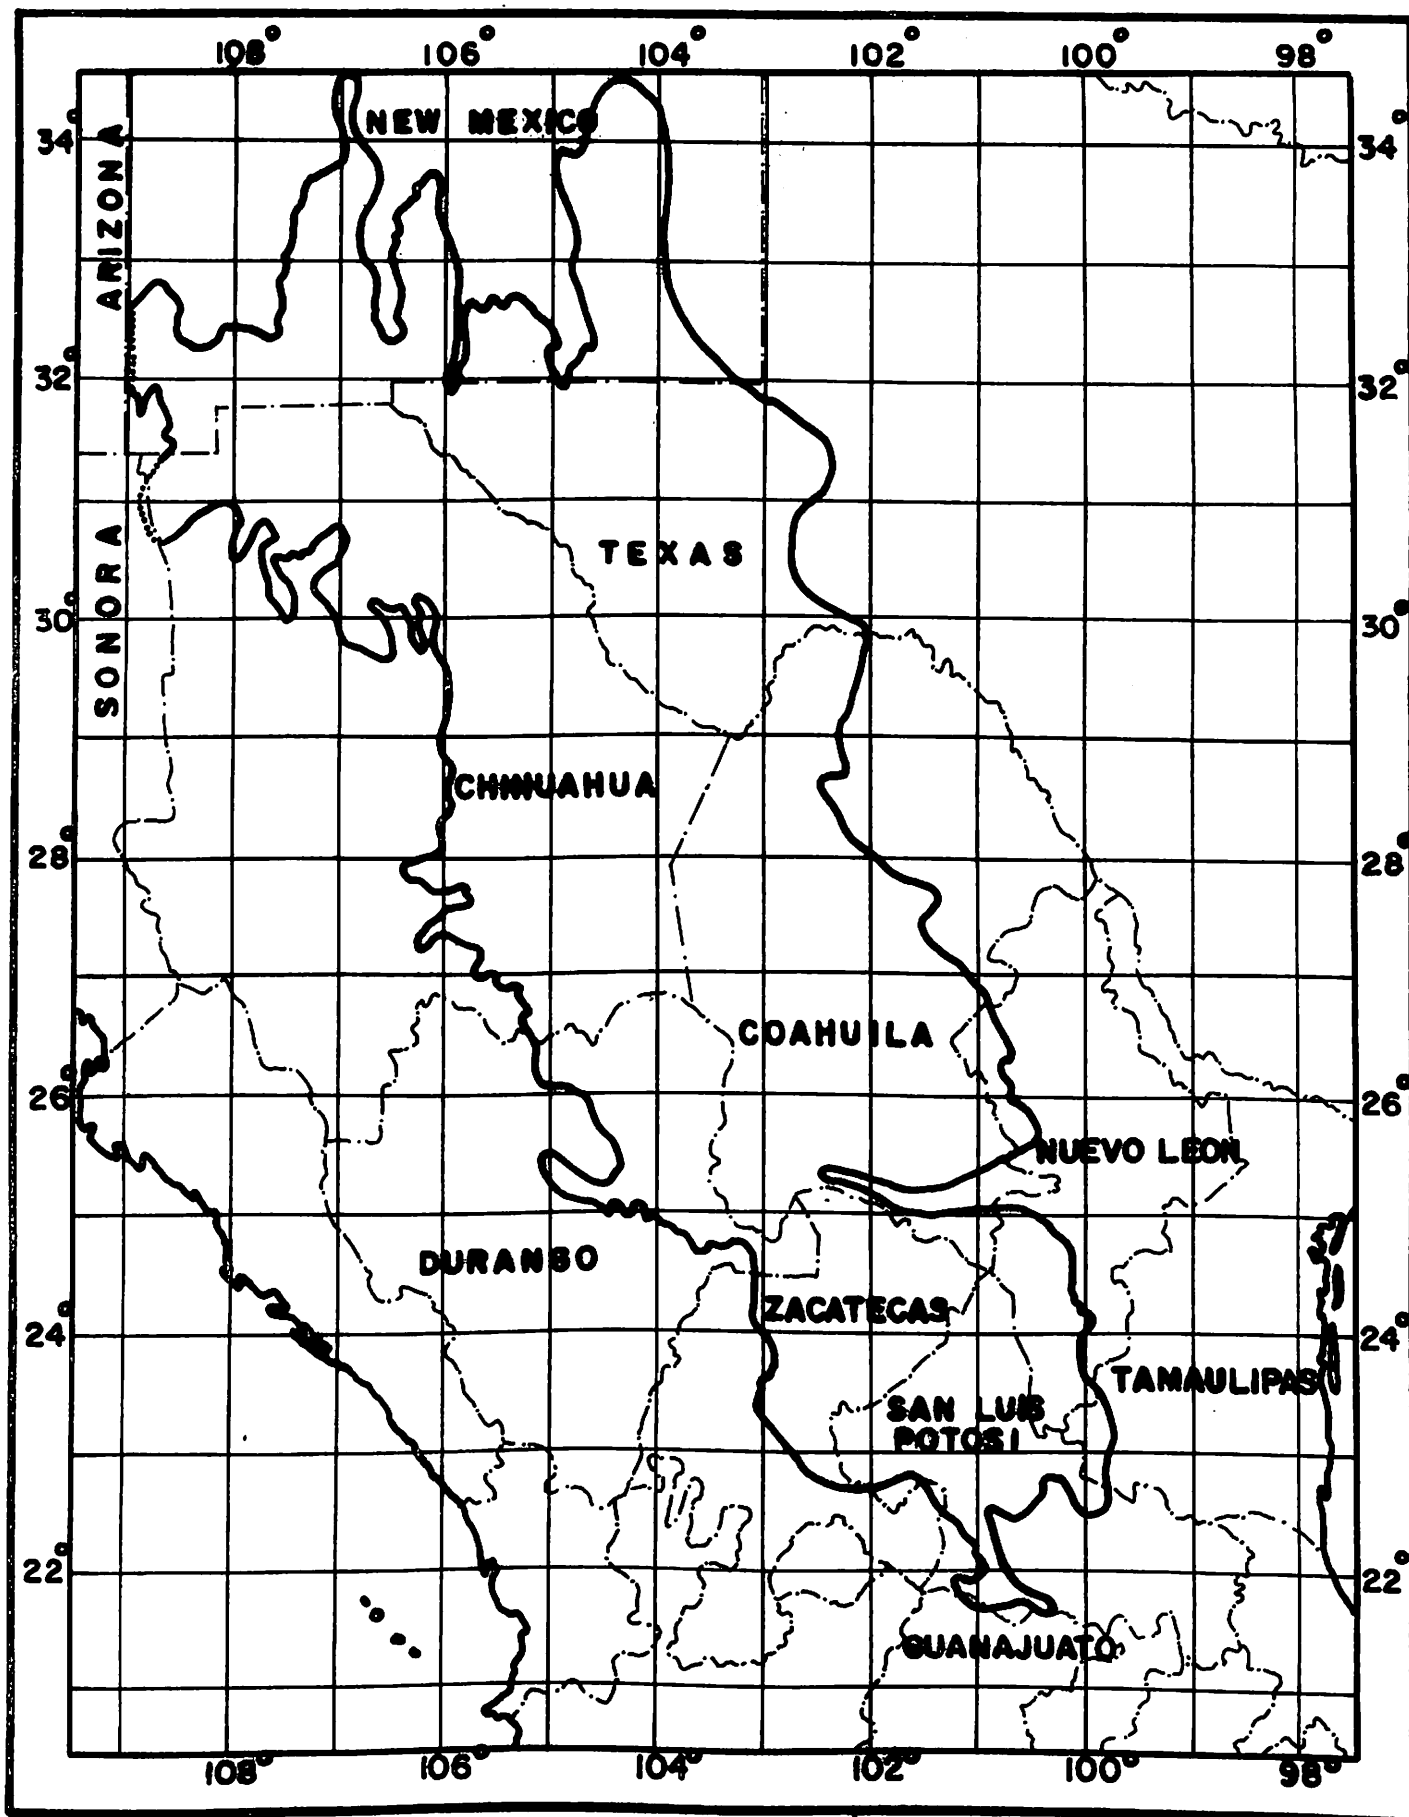 108° 106° 104° 102° 100° 98°
NEW MEXICO
ARIZONA
34° 34°
32° 32°
TEXAS
SONORA
30° 30°
CHIHUAHUA
28° 28°
COAHUILA
26° 26°
NUEVO LEON
DURANGO
ZACATECAS
24° 24°
TAMAULIPAS
SAN LUIS
POTOSI
22° 22°
GUANAJUATO
108° 106° 104° 102° 100° 98°